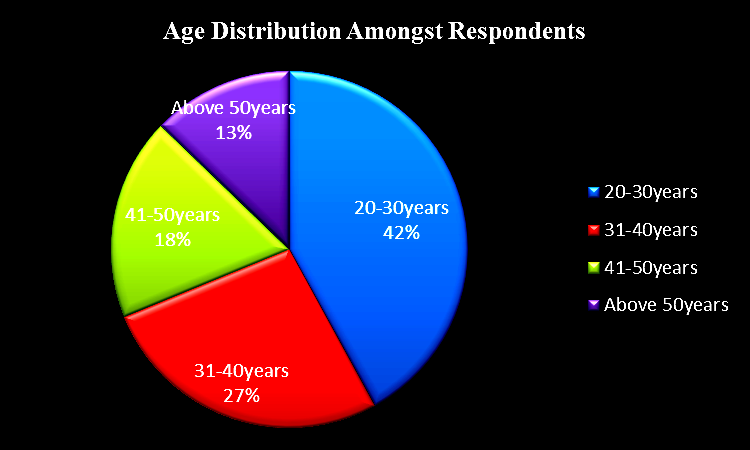 Age Distribution Amongst Respondents
Above 50years
13%
20-30years
42%
41-50years
18%
31-40years
27%
20-30years
31-40years
41-50years
Above 50years